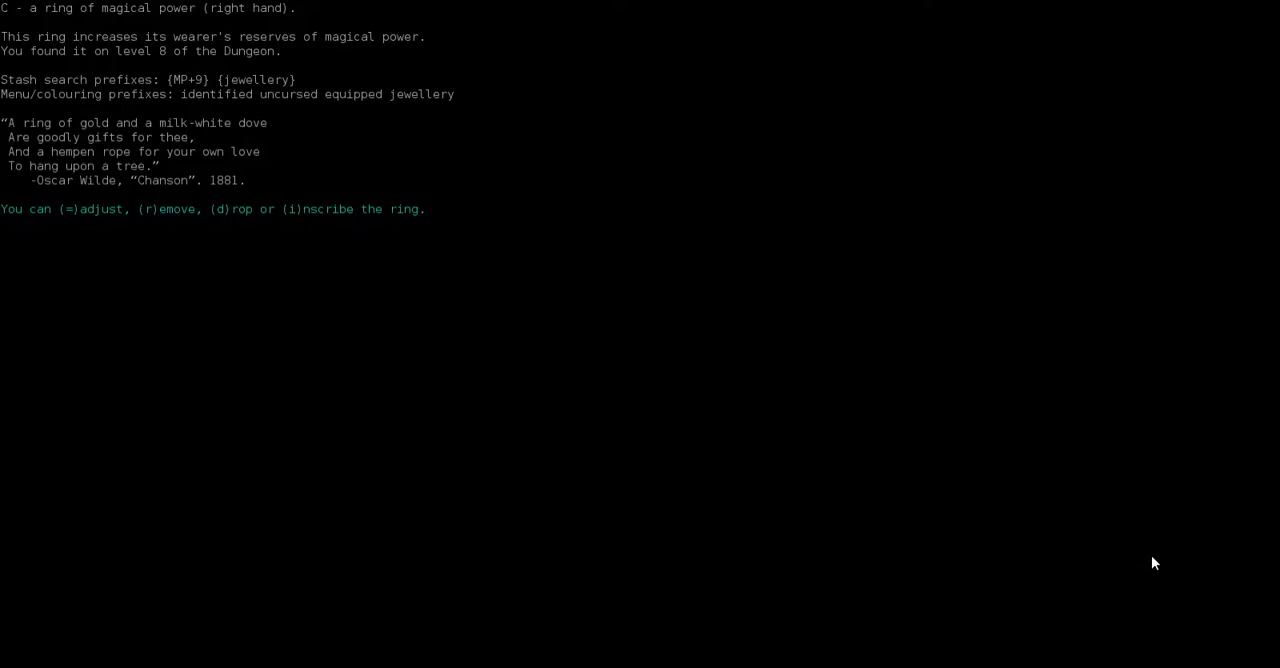 C - a ring of magical power (right hand).
This ring increases its wearer's reserves of magical power.
You found it on level 8 of the Dungeon.
Stash search prefixes: {MP+9} {jewellery}
Menu/colouring prefixes: identified uncursed equipped jewellery
“A ring of gold and a milk-white dove
Are goodly gifts for thee,
And a hempen rope for your own love
To hang upon a tree.”
-Oscar Wilde, “Chanson”. 1881.
You can (=)adjust, (r)emove, (d)rop or (i)nscribe the ring.